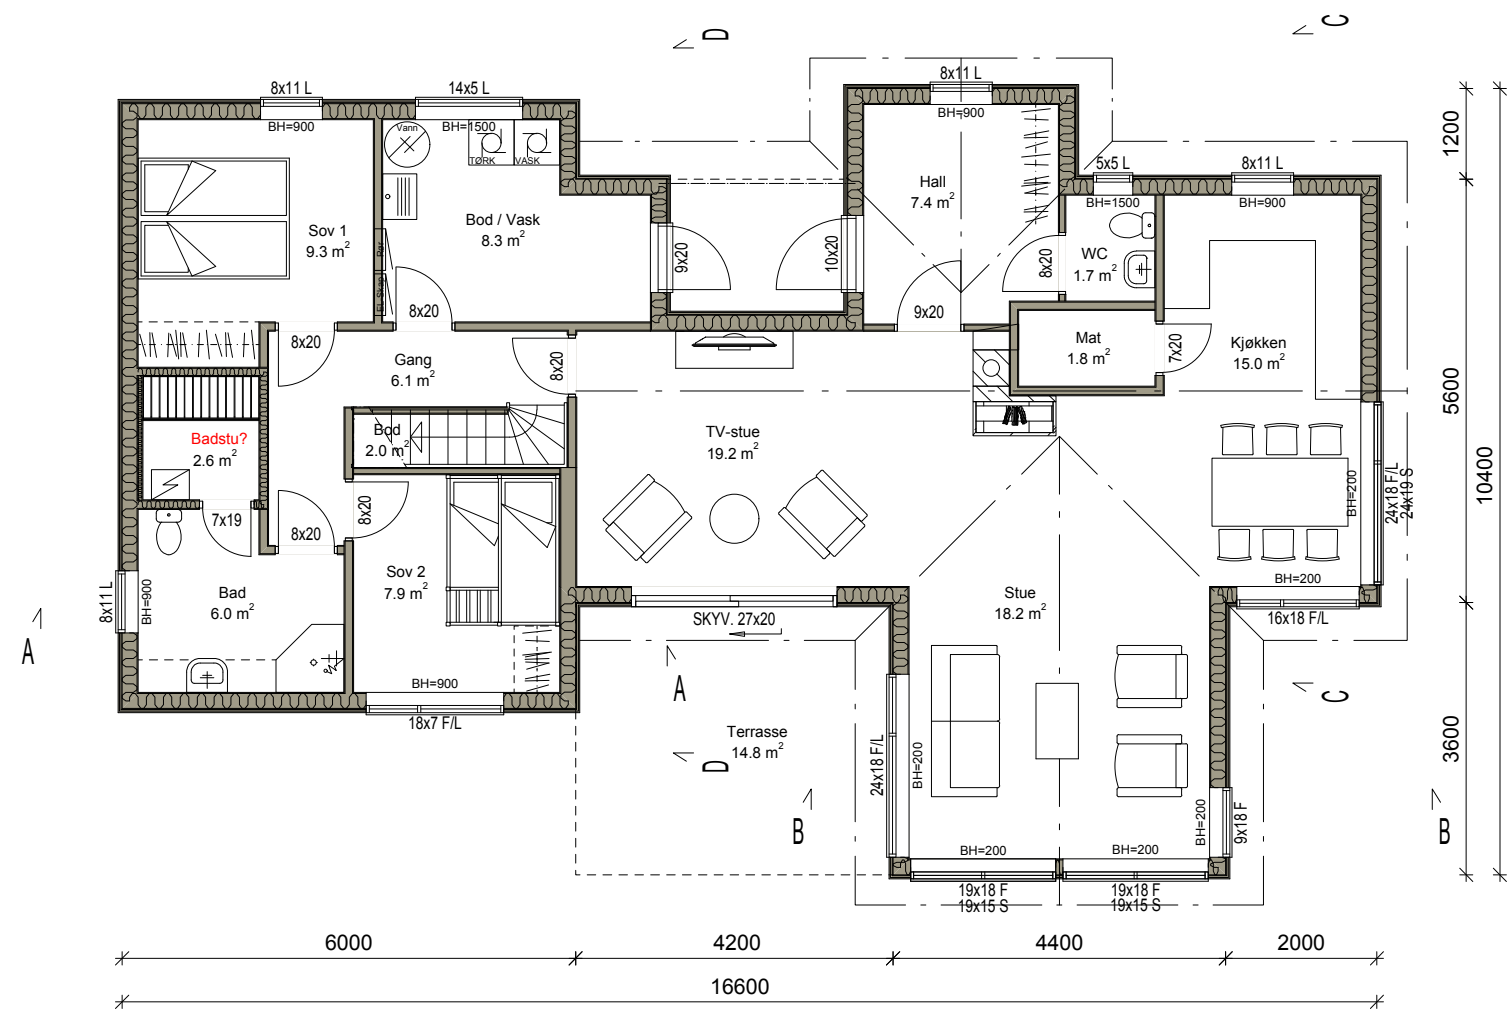 D
C
8x11 L
14x5 L
8x11 L
BH=900
BH=1500
BH=900
Vann
TØRK
VASK
5x5 L
8x11 L
BH=1500
BH=900
1200
Hall
7.4 m²
Sov 1
9.3 m²
Bod / Vask
8.3 m²
Rør
El.Skap
9x20
10x20
8x20
WC
1.7 m²
8x20
8x20
9x20
Gang
6.1 m²
8x20
Mat
1.8 m²
7x20
Kjøkken
15.0 m²
5600
10400
Bod
2.0 m²
Badstu?
2.6 m²
TV-stue
19.2 m²
BH=200
24x18 F/L
24x19 S
7x19
8x20
8x20
8x11 L
BH=900
Bad
6.0 m²
Sov 2
7.9 m²
Stue
18.2 m²
BH=200
16x18 F/L
SKYV. 27x20
A
A
C
BH=900
18x7 F/L
Terrasse
14.8 m²
D
24x18 F/L
BH=200
3600
B
BH=200
9x18 F
B
BH=200
BH=200
19x18 F
19x15 S
19x18 F
19x15 S
6000
4200
4400
2000
16600